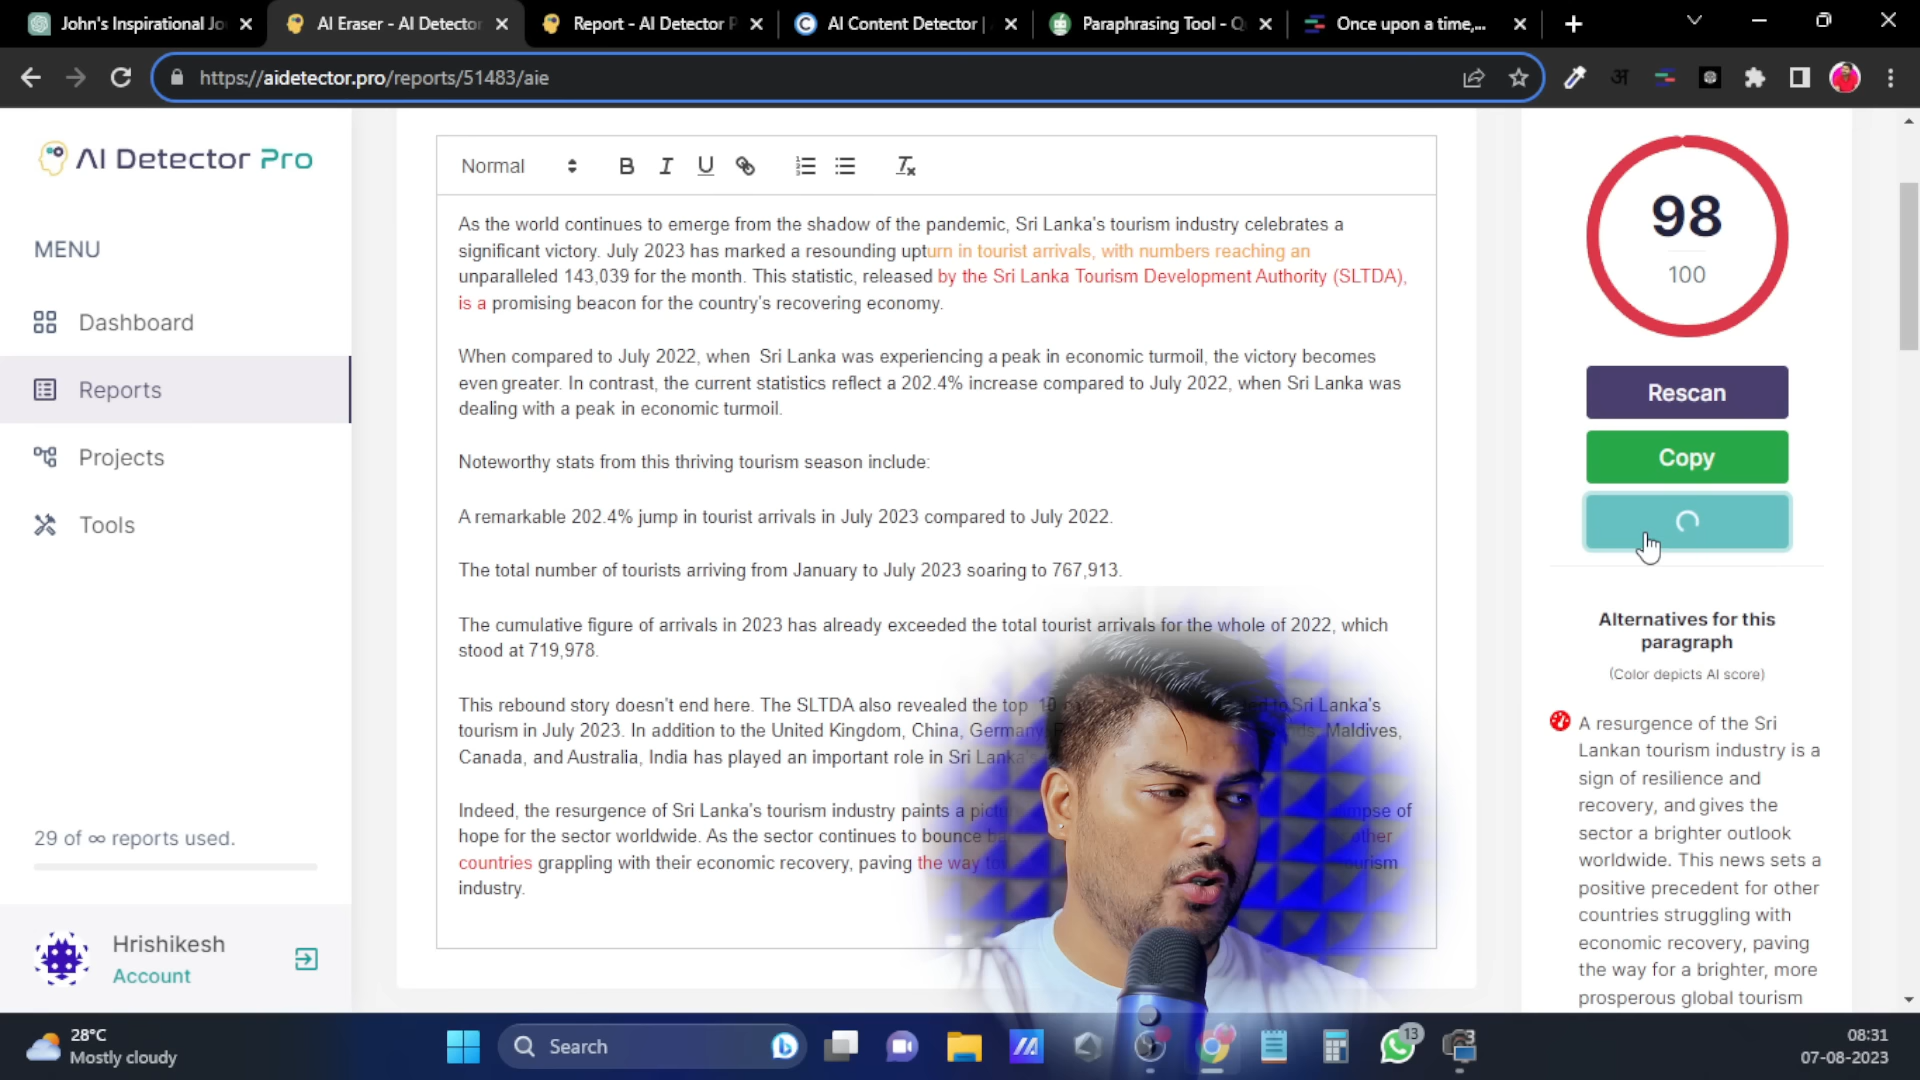 John's Inspirational Jo
AI Eraser - AI Detector
Report - AI Detector P
AI Content Detector |
Paraphrasing Tool - Q
Once upon a time,...
https://aidetector.pro/reports/51483/aie
AI Detector Pro
MENU
Dashboard
Reports
Projects
Tools
29 of ∞ reports used.
Hrishikesh
Account
Normal
As the world continues to emerge from the shadow of the pandemic, Sri Lanka's tourism industry celebrates a
significant victory. July 2023 has marked a resounding upturn in tourist arrivals, with numbers reaching an
unparalleled 143,039 for the month. This statistic, released by the Sri Lanka Tourism Development Authority (SLTDA),
is a promising beacon for the country's recovering economy.
When compared to July 2022, when Sri Lanka was experiencing a peak in economic turmoil, the victory becomes
even greater. In contrast, the current statistics reflect a 202.4% increase compared to July 2022, when Sri Lanka was
dealing with a peak in economic turmoil.
Noteworthy stats from this thriving tourism season include:
A remarkable 202.4% jump in tourist arrivals in July 2023 compared to July 2022.
The total number of tourists arriving from January to July 2023 soaring to 767,913.
The cumulative figure of arrivals in 2023 has already exceeded the total tourist arrivals for the whole of 2022, which
stood at 719,978.
This rebound story doesn't end here. The SLTDA also revealed the top 10 Sri Lanka's
tourism in July 2023. In addition to the United Kingdom, China, Germany, Maldives,
Canada, and Australia, India has played an important role in Sri Lanka's
Indeed, the resurgence of Sri Lanka's tourism industry paints a of
hope for the sector worldwide. As the sector continues to bounce other
countries grappling with their economic recovery, paving the way tourism
industry.
98
100
Rescan
Copy
Alternatives for this
paragraph
(Color depicts AI score)
A resurgence of the Sri
Lankan tourism industry is a
sign of resilience and
recovery, and gives the
sector a brighter outlook
worldwide. This news sets a
positive precedent for other
countries struggling with
economic recovery, paving
the way for a brighter, more
prosperous global tourism
28°C
Mostly cloudy
Search
13
08:31
07-08-2023